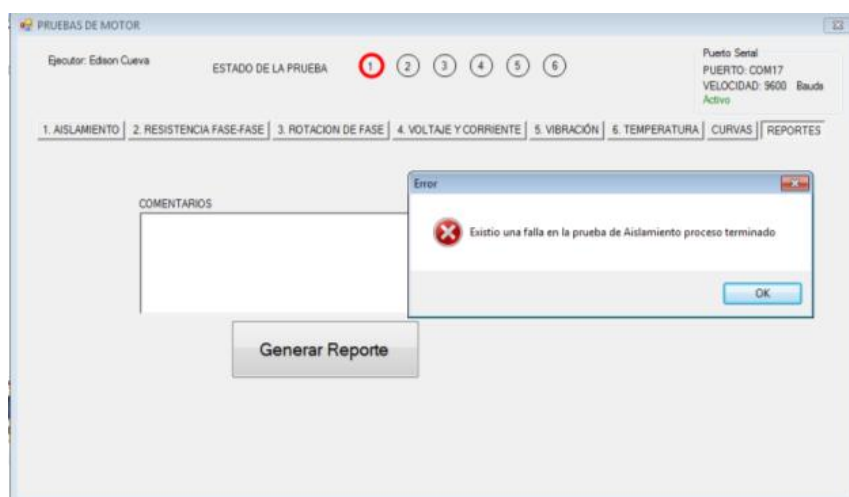 PRUEBAS DE MOTOR
Ejecutor: Edison Cueva
ESTADO DE LA PRUEBA
1 2 3 4 5 6
Puerto Serial
PUERTO: COM17
VELOCIDAD: 9600 Bauds
Activo
1. AISLAMIENTO 2. RESISTENCIA FASE-FASE 3. ROTACION DE FASE 4. VOLTAJE Y CORRIENTE 5. VIBRACIÓN 6. TEMPERATURA CURVAS REPORTES
COMENTARIOS
Error
Existio una falla en la prueba de Aislamiento proceso terminado
OK
Generar Reporte